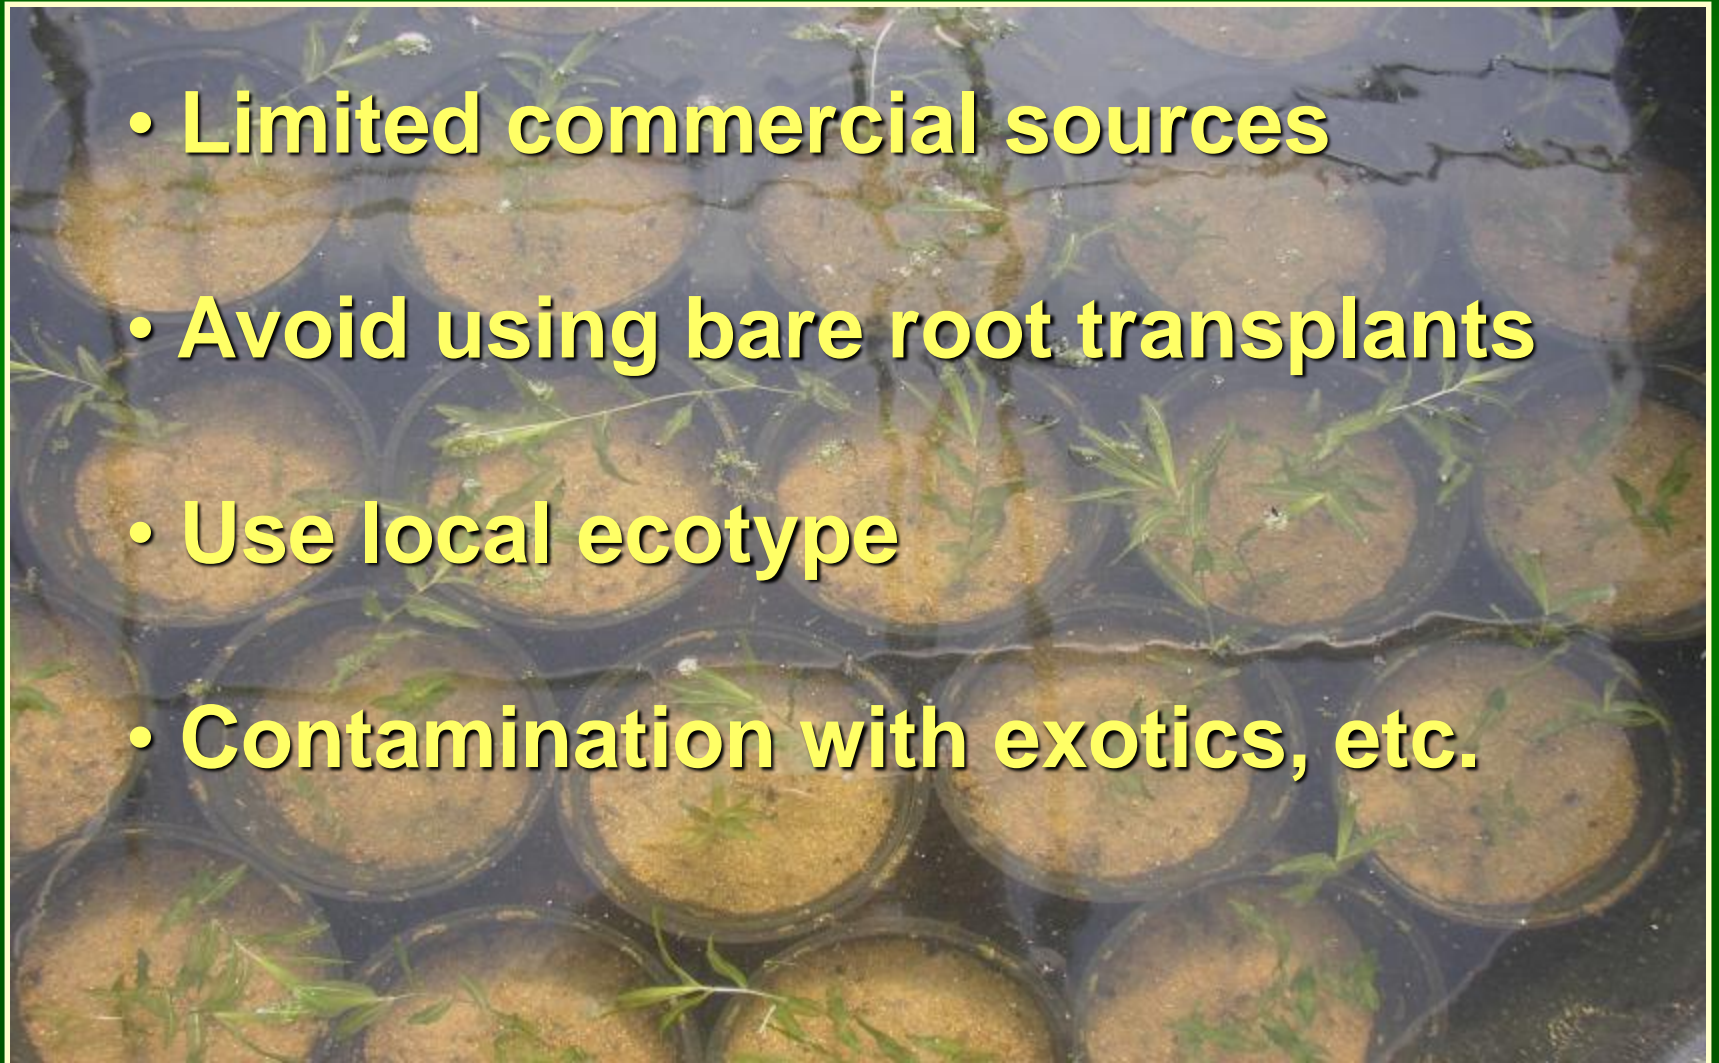 • Limited commercial sources
• Avoid using bare root transplants
• Use local ecotype
• Contamination with exotics, etc.